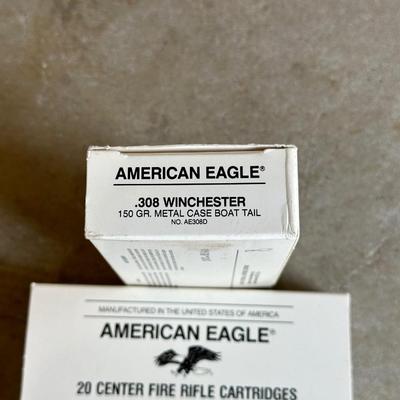 AMERICAN EAGLE®
.308 WINCHESTER
150 GR. METAL CASE BOAT TAIL
NO. AE308D
MANUFACTURED IN THE UNITED STATES OF AMERICA
AMERICAN EAGLE®
20 CENTER FIRE RIFLE CARTRIDGES